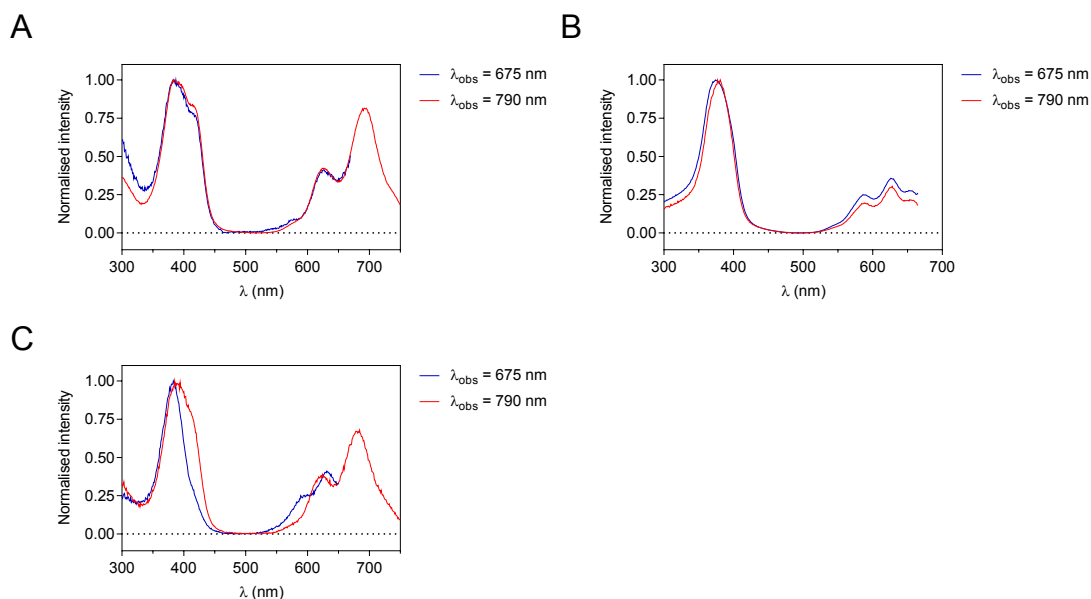 A
Normalised intensity
1.00
0.75
0.50
0.25
0.00
300 400 500 600 700
λ (nm)
λobs = 675 nm
λobs = 790 nm
B
Normalised intensity
1.00
0.75
0.50
0.25
0.00
300 400 500 600 700
λ (nm)
λobs = 675 nm
λobs = 790 nm
C
Normalised intensity
1.00
0.75
0.50
0.25
0.00
300 400 500 600 700
λ (nm)
λobs = 675 nm
λobs = 790 nm